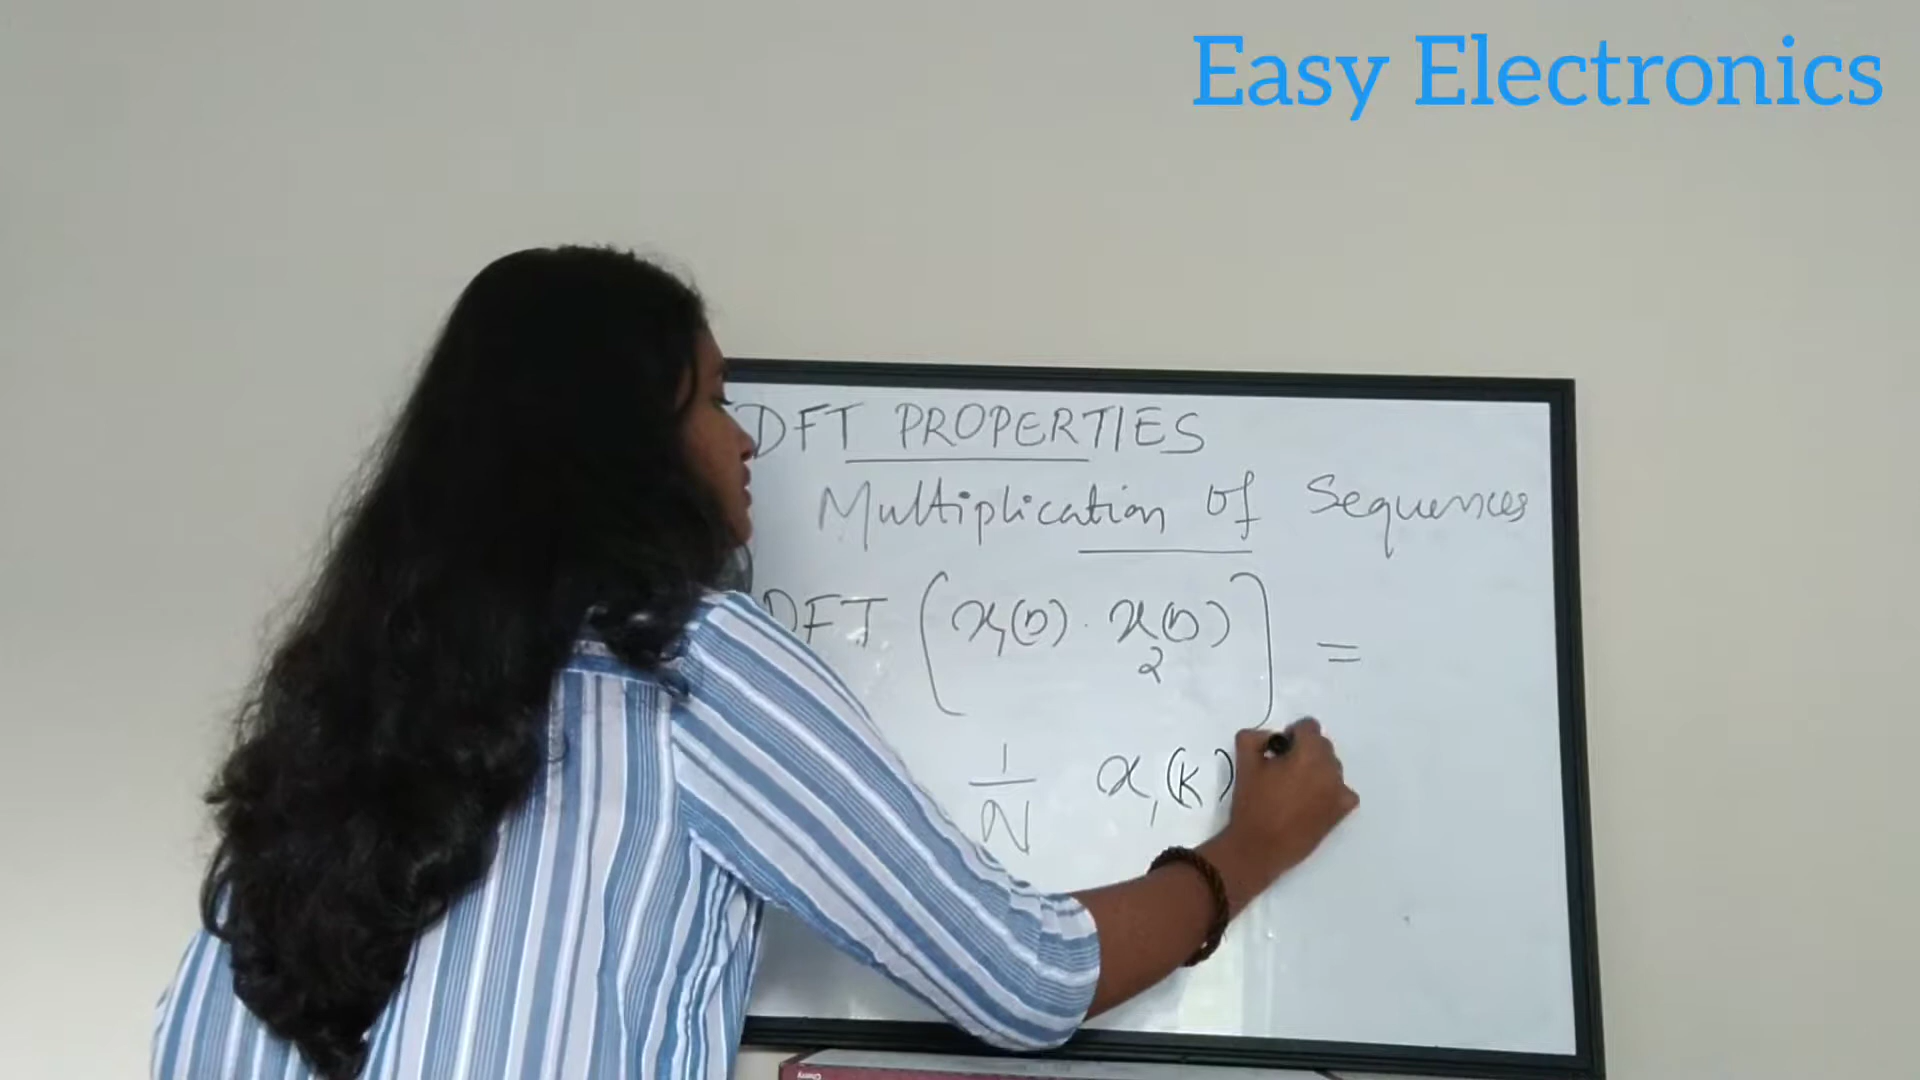 Easy Electronics
DFT PROPERTIES
Multiplication of Sequences
DFT [x₁(n) · x₂(n)] =
1/N x₁(k)